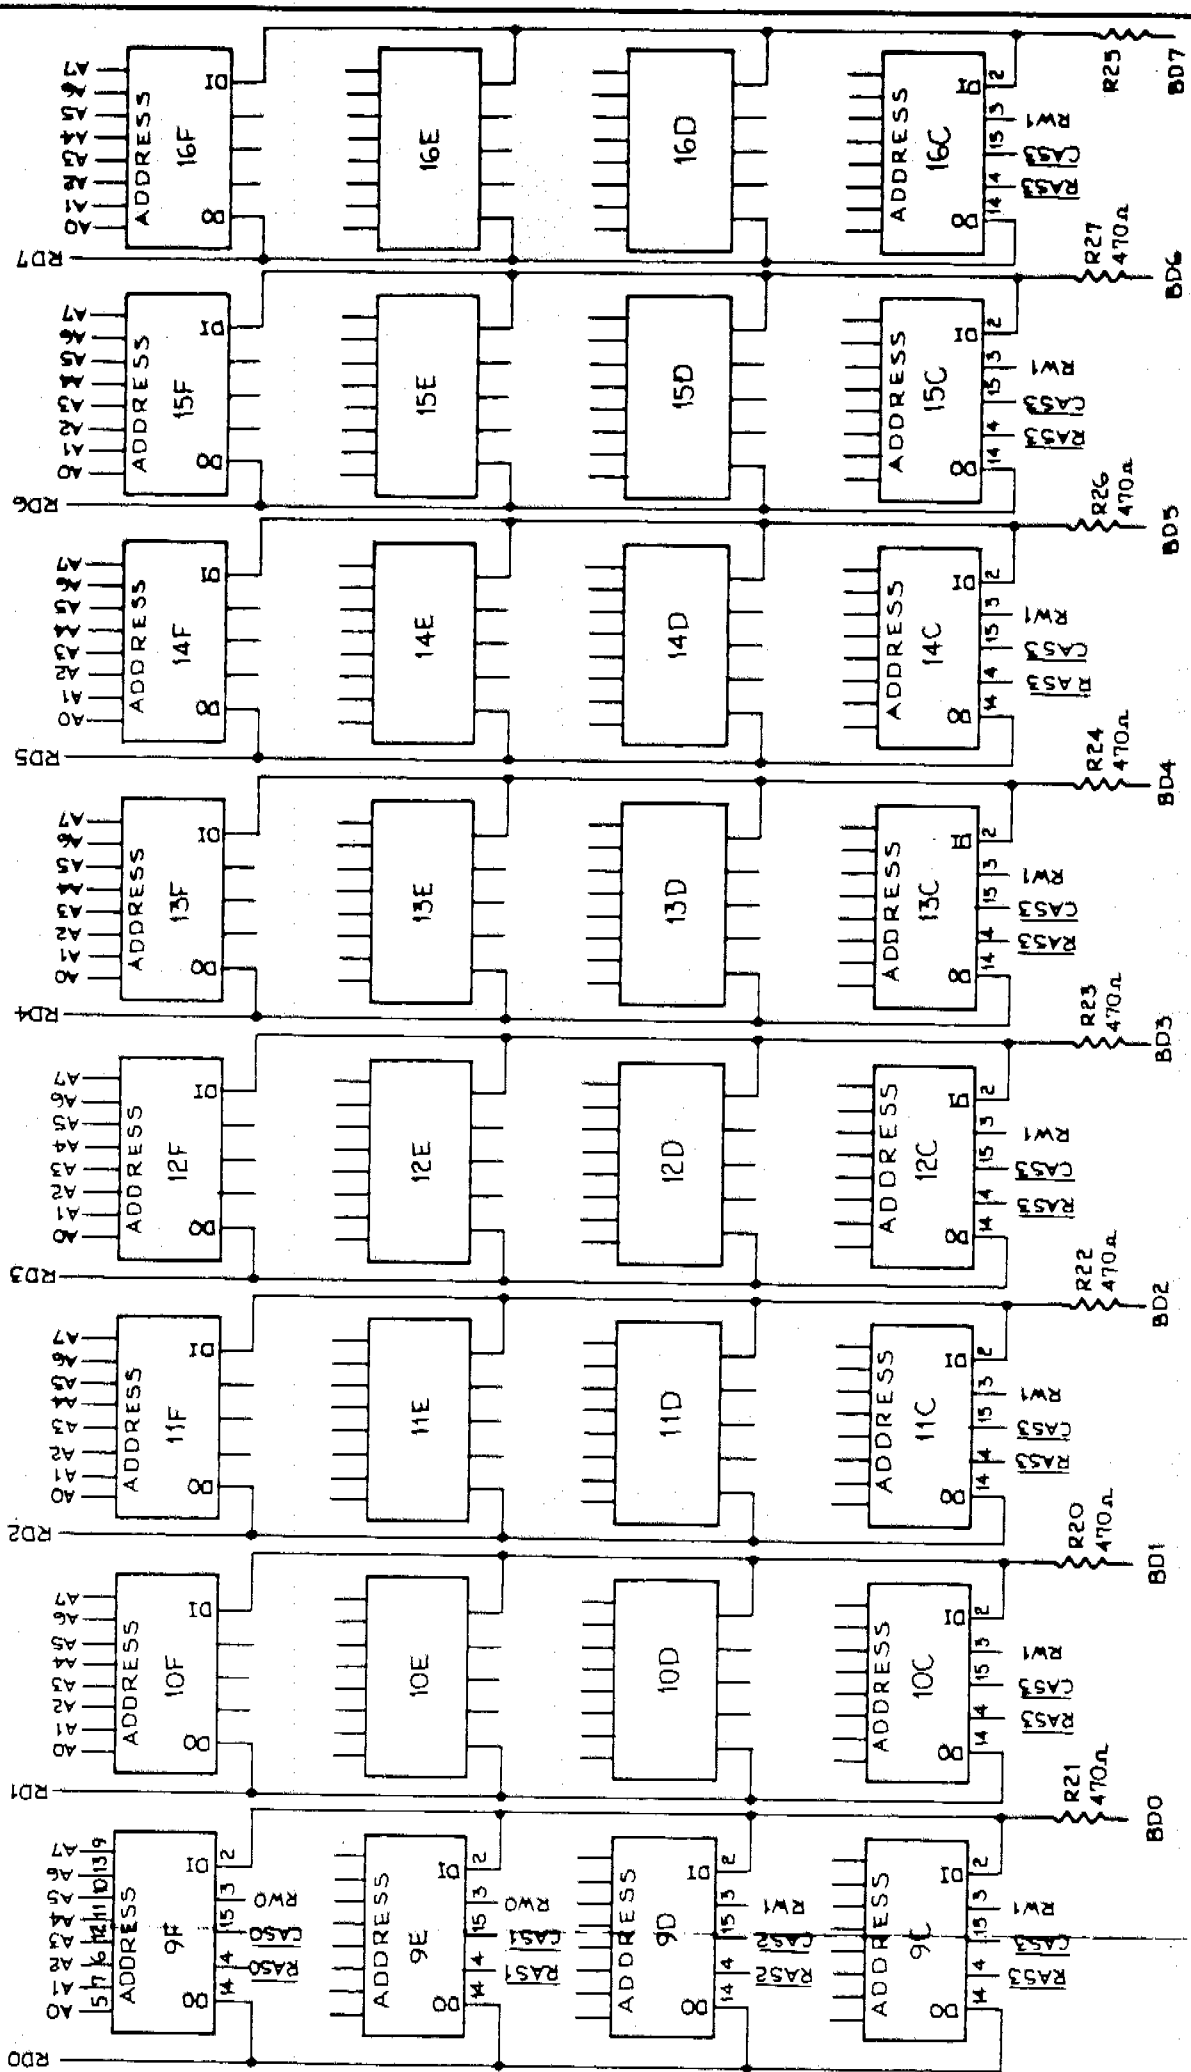 A7
A6
A5
A4
A3
A2
A1
A0
ADDRESS
16F
DI
DO
RD7
16E
16D
ADDRESS
16C
DI
DO
2
3
15
4
14
RW1
CAS3
RAS3
R25
BD7
A7
A6
A5
A4
A3
A2
A1
A0
ADDRESS
15F
DI
DO
RD6
15E
15D
ADDRESS
15C
DI
DO
2
3
15
4
14
RW1
CAS3
RAS3
R27
470Ω
BD6
A7
A6
A5
A4
A3
A2
A1
A0
ADDRESS
14F
DI
DO
RD5
14E
14D
ADDRESS
14C
DI
DO
2
3
15
4
14
RW1
CAS3
RAS3
R26
470Ω
BD5
A7
A6
A5
A4
A3
A2
A1
A0
ADDRESS
13F
DI
DO
RD4
13E
13D
ADDRESS
13C
DI
DO
2
3
15
4
14
RW1
CAS3
RAS3
R24
470Ω
BD4
A7
A6
A5
A4
A3
A2
A1
A0
ADDRESS
12F
DI
DO
RD3
12E
12D
ADDRESS
12C
DI
DO
2
3
15
4
14
RW1
CAS3
RAS3
R23
470Ω
BD3
A7
A6
A5
A4
A3
A2
A1
A0
ADDRESS
11F
DI
DO
RD2
11E
11D
ADDRESS
11C
DI
DO
2
3
15
4
14
RW1
CAS3
RAS3
R22
470Ω
BD2
A7
A6
A5
A4
A3
A2
A1
A0
ADDRESS
10F
DI
DO
RD1
10E
10D
ADDRESS
10C
DI
DO
2
3
15
4
14
RW1
CAS3
RAS3
R20
470Ω
BD1
A7 9
A6 13
A5 10
A4 11
A3 12
A2 6
A1 7
A0 5
ADDRESS
9F
DI
DO
2
3
15
4
14
RW0
CAS0
RAS0
RD0
ADDRESS
9E
DI
DO
2
3
15
4
14
RW0
CAS1
RAS1
ADDRESS
9D
DI
DO
2
3
15
4
14
RW1
CAS2
RAS2
ADDRESS
9C
DI
DO
2
3
15
4
14
RW1
CAS3
RAS3
R21
470Ω
BD0